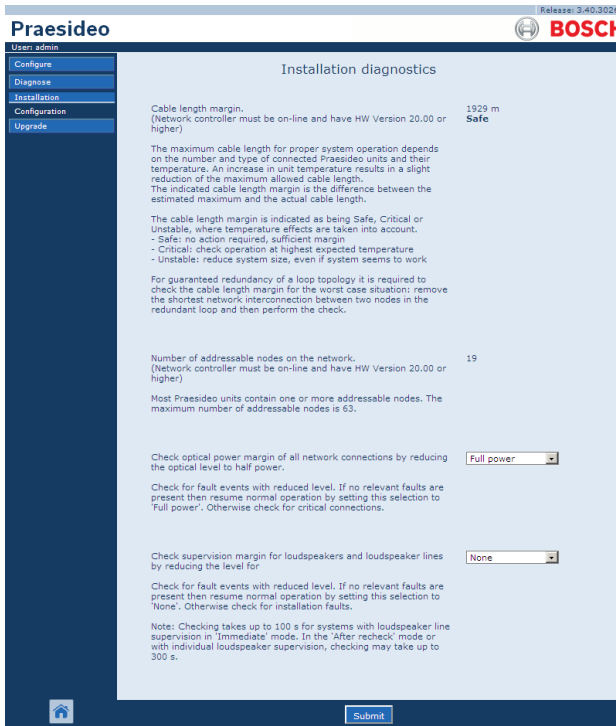 Release: 3.40.3026
Praesideo
BOSCH
User: admin
Configure
Diagnose
Installation
Configuration
Upgrade
Installation diagnostics
Cable length margin.
(Network controller must be on-line and have HW Version 20.00 or
higher)
1929 m
Safe
The maximum cable length for proper system operation depends
on the number and type of connected Praesideo units and their
temperature. An increase in unit temperature results in a slight
reduction of the maximum allowed cable length.
The indicated cable length margin is the difference between the
estimated maximum and the actual cable length.
The cable length margin is indicated as being Safe, Critical or
Unstable, where temperature effects are taken into account.
- Safe: no action required, sufficient margin
- Critical: check operation at highest expected temperature
- Unstable: reduce system size, even if system seems to work
For guaranteed redundancy of a loop topology it is required to
check the cable length margin for the worst case situation: remove
the shortest network interconnection between two nodes in the
redundant loop and then perform the check.
Number of addressable nodes on the network.
(Network controller must be on-line and have HW Version 20.00 or
higher)
19
Most Praesideo units contain one or more addressable nodes. The
maximum number of addressable nodes is 63.
Check optical power margin of all network connections by reducing
the optical level to half power.
Full power
Check for fault events with reduced level. If no relevant faults are
present then resume normal operation by setting this selection to
'Full power'. Otherwise check for critical connections.
Check supervision margin for loudspeakers and loudspeaker lines
by reducing the level for
None
Check for fault events with reduced level. If no relevant faults are
present then resume normal operation by setting this selection to
'None'. Otherwise check for installation faults.
Note: Checking takes up to 100 s for systems with loudspeaker line
supervision in 'Immediate' mode. In the 'After recheck' mode or
with individual loudspeaker supervision, checking may take up to
300 s.
Submit